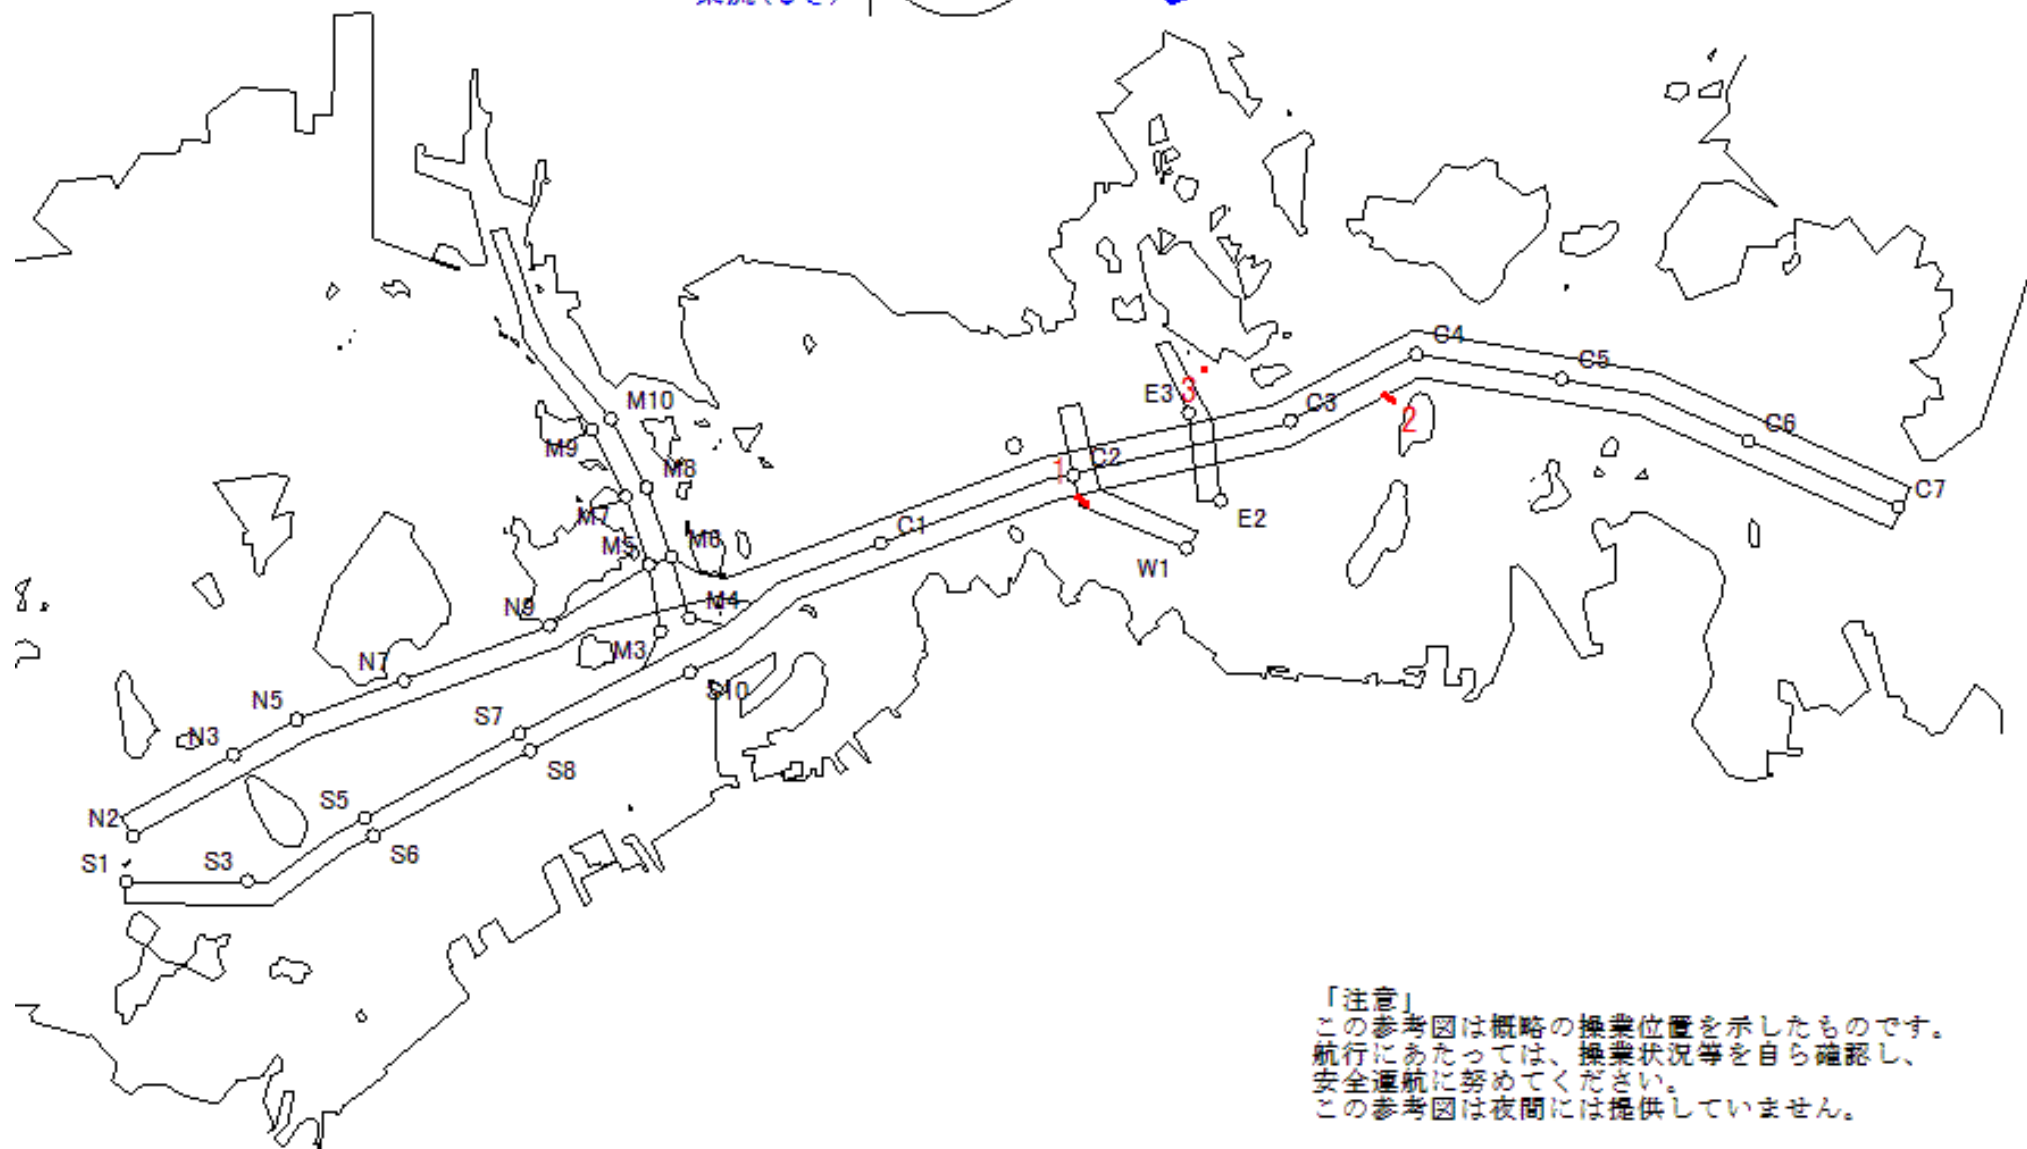 C4
C5
M10
E3
3
C3
2
C6
M9
M8
1
C2
C7
M7
C1
E2
M5
M6
W1
N9
M4
M3
N7
N5
S10
S7
N3
S8
S5
N2
S6
S1
S3
「注意」
この参考図は概略の操業位置を示したものです。
航行にあたっては、操業状況等を自ら確認し、
安全運航に努めてください。
この参考図は夜間には提供していません。